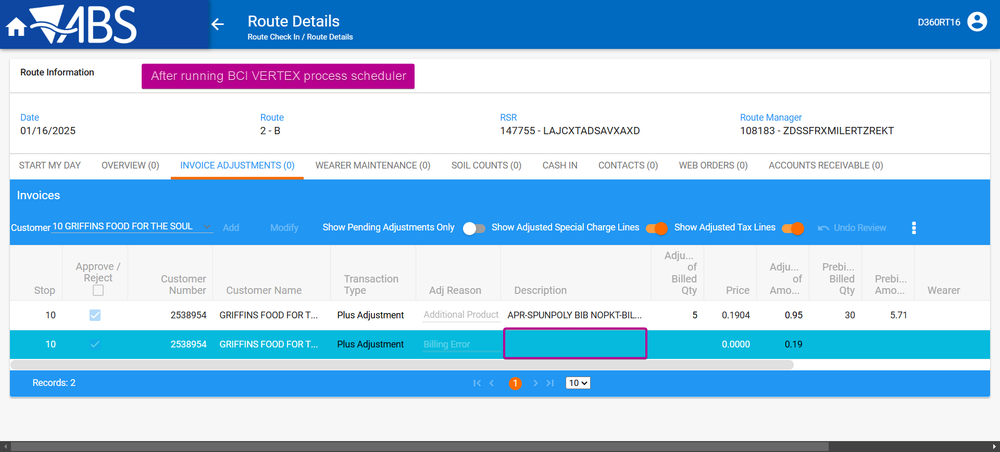 ABS
Route Details
Route Check In / Route Details
D360RT16
Route Information
After running BCI VERTEX process scheduler
Date
01/16/2025
Route
2 - B
RSR
147755 - LAJCXTADSAVXAXD
Route Manager
108183 - ZDSSFRXMILERTZREKT
START MY DAY OVERVIEW (0) INVOICE ADJUSTMENTS (0) WEARER MAINTENANCE (0) SOIL COUNTS (0) CASH IN CONTACTS (0) WEB ORDERS (0) ACCOUNTS RECEIVABLE (0)
Invoices
Customer 10 GRIFFINS FOOD FOR THE SOUL Add Modify Show Pending Adjustments Only Show Adjusted Special Charge Lines Show Adjusted Tax Lines Undo Review
Stop
Approve /
Reject
Customer
Number
Customer Name
Transaction
Type
Adj Reason
Description
Adju...
of
Billed
Qty
Price
Adju...
of
Amo...
Prebi...
Billed
Qty
Prebi...
Amo...
Wearer
10 2538954 GRIFFINS FOOD FOR T... Plus Adjustment Additional Product APR-SPUNPOLY BIB NOPKT-BIL... 5 0.1904 0.95 30 5.71
10 2538954 GRIFFINS FOOD FOR T... Plus Adjustment Billing Error 0.0000 0.19
Records: 2 1 10